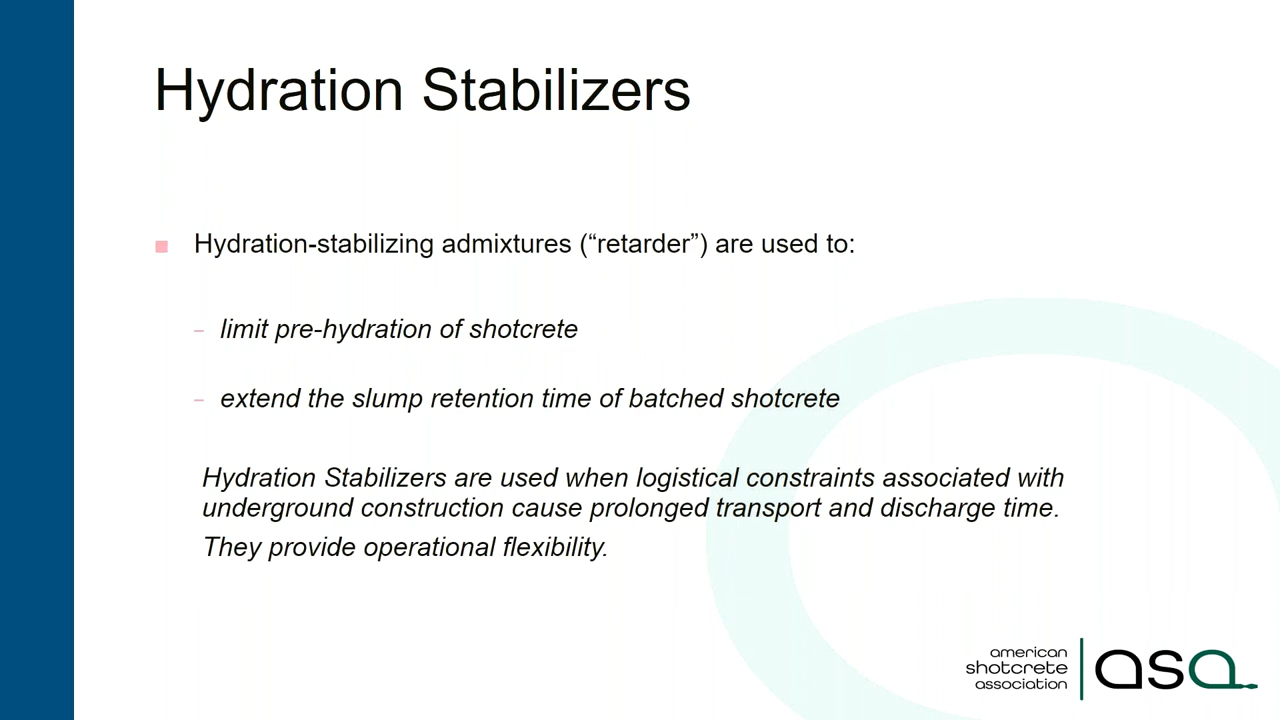 Hydration Stabilizers
Hydration-stabilizing admixtures (“retarder”) are used to:
– limit pre-hydration of shotcrete
– extend the slump retention time of batched shotcrete
Hydration Stabilizers are used when logistical constraints associated with
underground construction cause prolonged transport and discharge time.
They provide operational flexibility.
american
shotcrete
association
asa